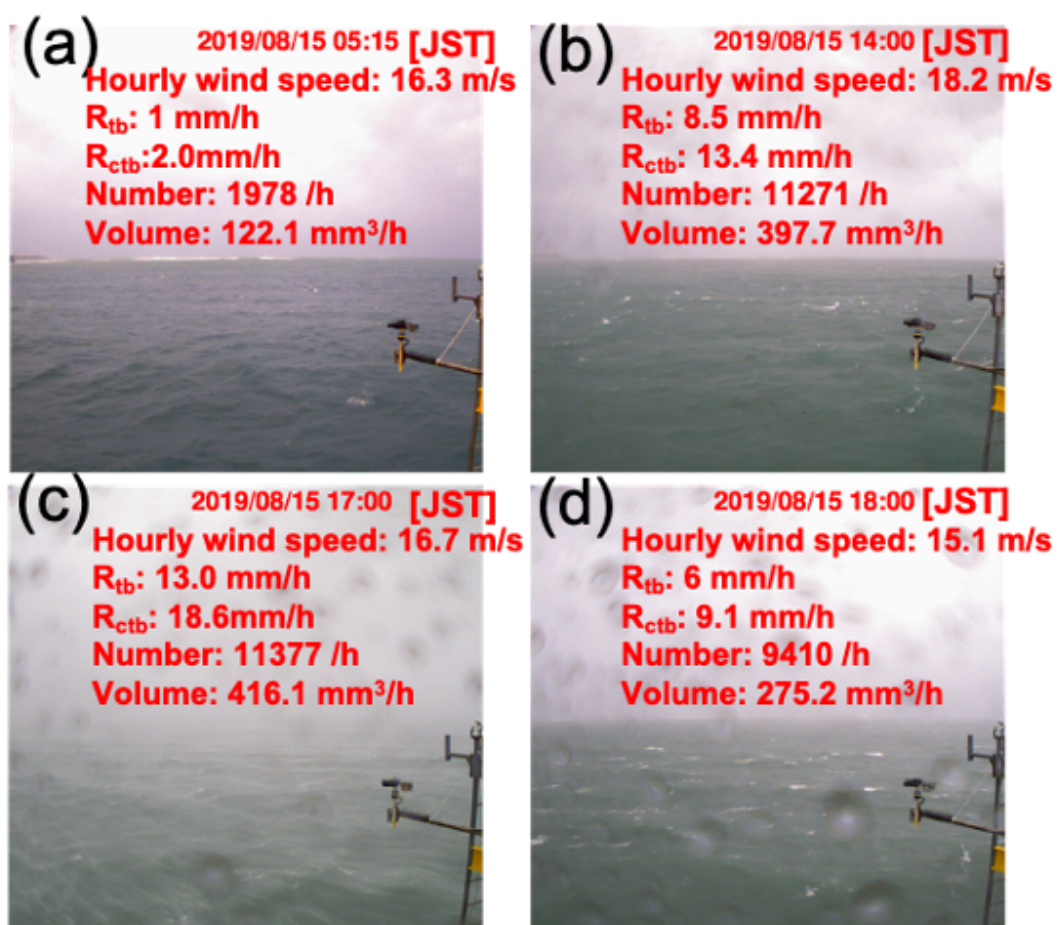 (a)
2019/08/15 05:15 [JST]
Hourly wind speed: 16.3 m/s
Rtb: 1 mm/h
Rctb:2.0mm/h
Number: 1978 /h
Volume: 122.1 mm³/h
(b)
2019/08/15 14:00 [JST]
Hourly wind speed: 18.2 m/s
Rtb: 8.5 mm/h
Rctb: 13.4 mm/h
Number: 11271 /h
Volume: 397.7 mm³/h
(c)
2019/08/15 17:00 [JST]
Hourly wind speed: 16.7 m/s
Rtb: 13.0 mm/h
Rctb: 18.6mm/h
Number: 11377 /h
Volume: 416.1 mm³/h
(d)
2019/08/15 18:00 [JST]
Hourly wind speed: 15.1 m/s
Rtb: 6 mm/h
Rctb: 9.1 mm/h
Number: 9410 /h
Volume: 275.2 mm³/h